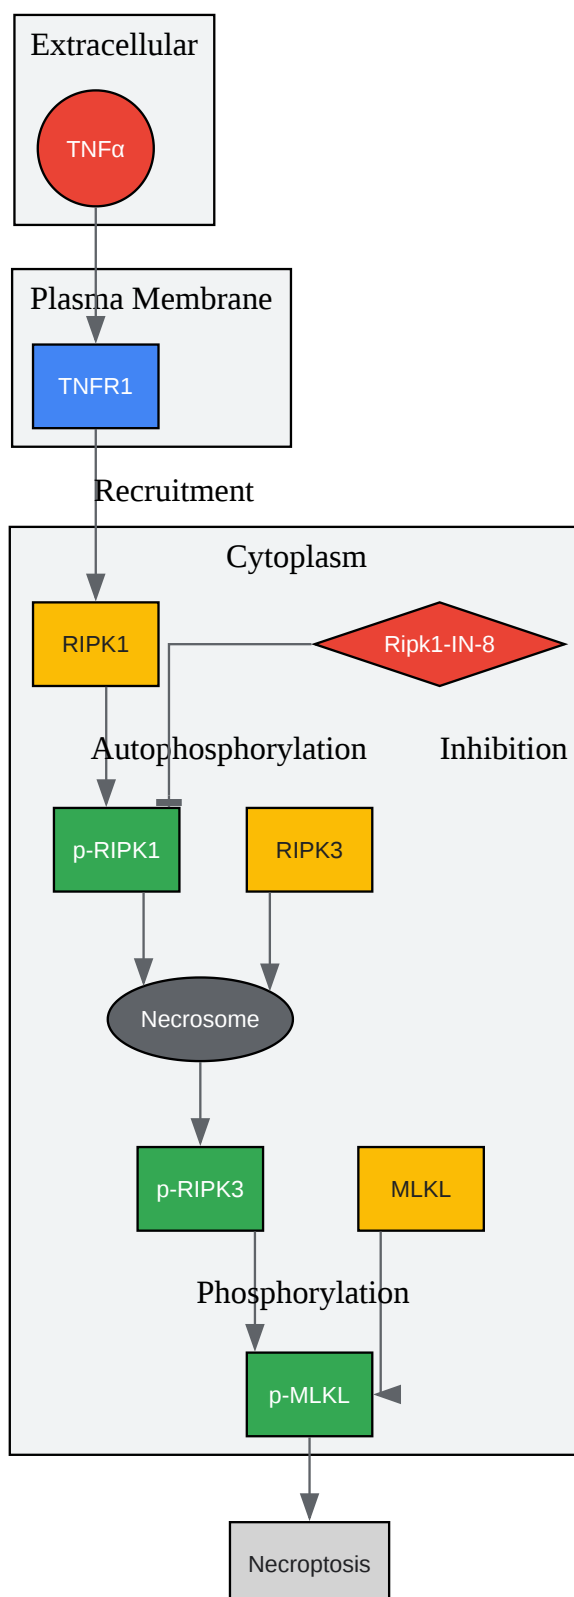 Extracellular
TNFα
Plasma Membrane
TNFR1
Recruitment
Cytoplasm
RIPK1
Ripk1-IN-8
Autophosphorylation
Inhibition
p-RIPK1
RIPK3
Necrosome
p-RIPK3
MLKL
Phosphorylation
p-MLKL
Necroptosis